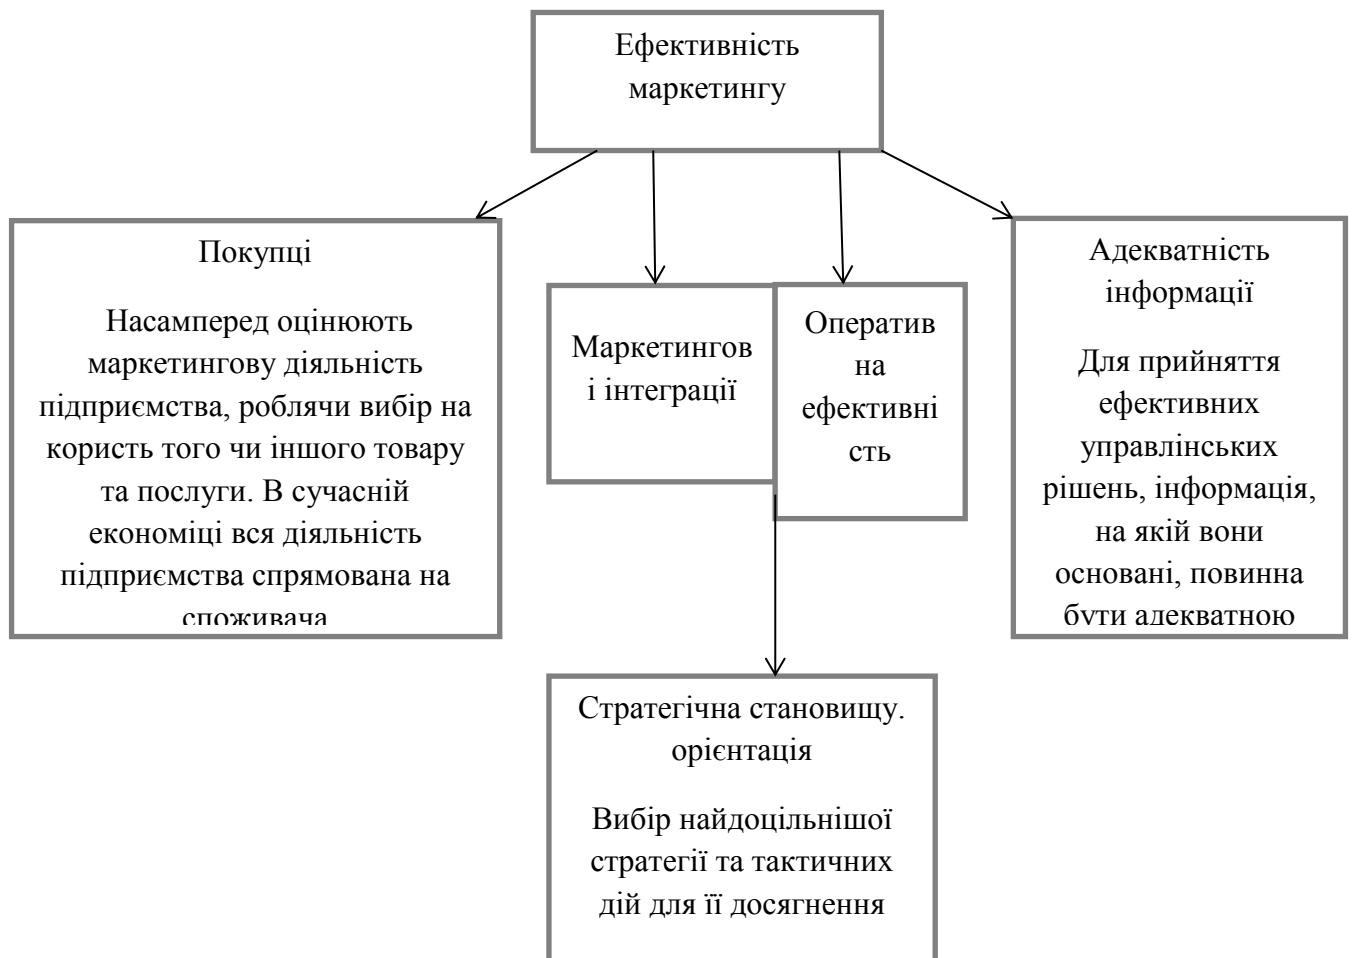 Ефективність
маркетингу
Покупці
Насамперед оцінюють
маркетингову діяльність
підприємства, роблячи вибір на
користь того чи іншого товару
та послуги. В сучасній
економіці вся діяльність
підприємства спрямована на
споживача
Маркетингов
і інтеграції
Оператив
на
ефективні
сть
Адекватність
інформації
Для прийняття
ефективних
управлінських
рішень, інформація,
на якій вони
основані, повинна
бути адекватною
Стратегічна становищу.
орієнтація
Вибір найдоцільнішої
стратегії та тактичних
дій для її досягнення